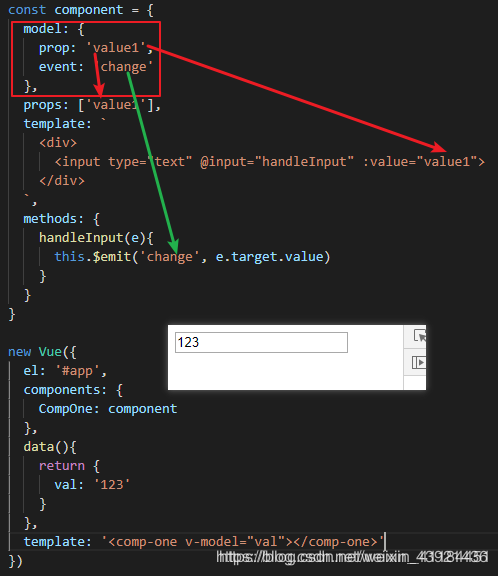 const component = {
  model: {
    prop: 'value1',
    event: 'change'
  },
  props: ['value1'],
  template: `
    <div>
      <input type="text" @input="handleInput" :value="value1">
    </div>
  `,
  methods: {
    handleInput(e){
      this.$emit('change', e.target.value)
    }
  }
}
123
new Vue({
  el: '#app',
  components: {
    CompOne: component
  },
  data(){
    return {
      val: '123'
    }
  },
  template: '<comp-one v-model="val"></comp-one>'
https://blog.csdn.net/weixin_
})